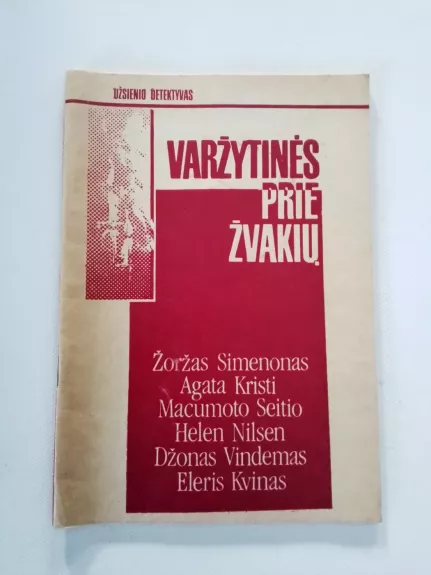 UŽSIENIO DETEKTYVAS
VARŽYTINĖS
PRIE
ŽVAKIŲ
Žoržas Simenonas
Agata Kristi
Macumoto Seitio
Helen Nilsen
Džonas Vindemas
Eleris Kvinas